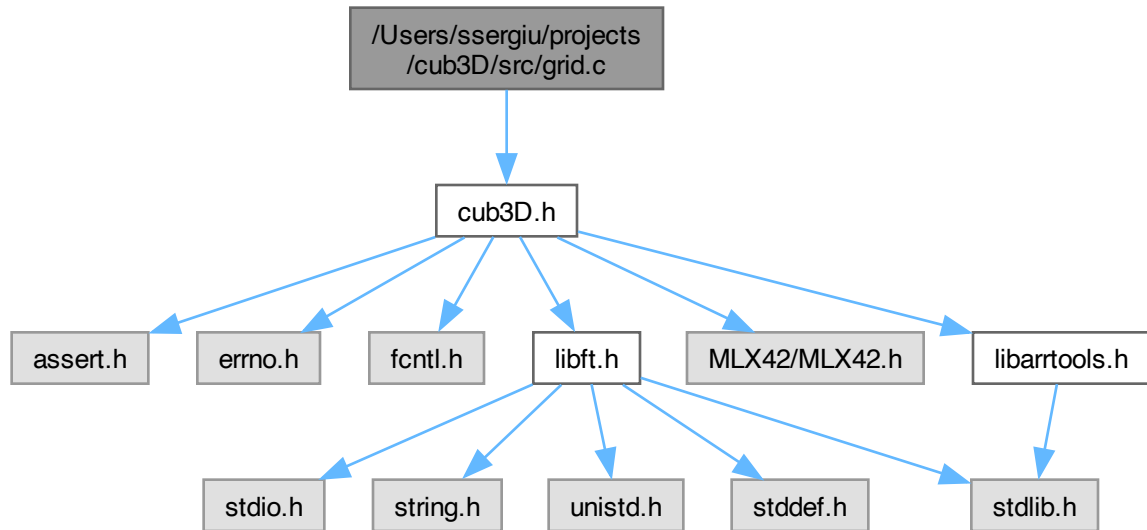 /Users/ssergiu/projects
/cub3D/src/grid.c
cub3D.h
assert.h
errno.h
fcntl.h
libft.h
MLX42/MLX42.h
libarrtools.h
stdio.h
string.h
unistd.h
stddef.h
stdlib.h